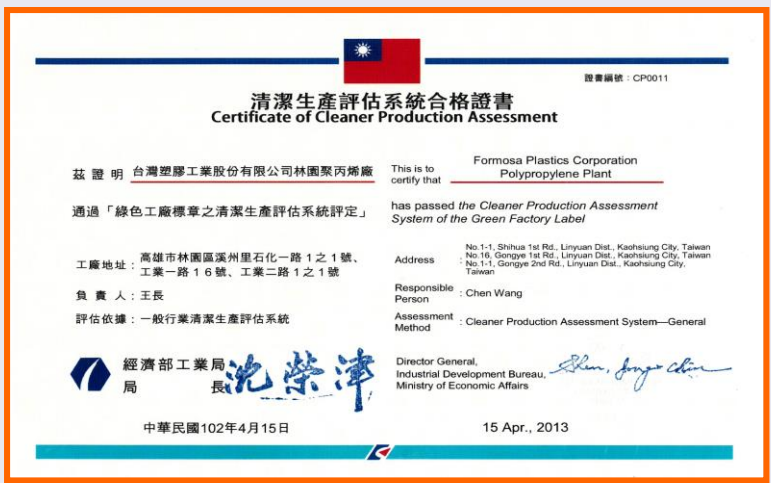 證書編號：CP0011
清潔生產評估系統合格證書
Certificate of Cleaner Production Assessment
茲證明 台灣塑膠工業股份有限公司林園聚丙烯廠
通過「綠色工廠標章之清潔生產評估系統評定」
工廠地址：高雄市林園區溪州里石化一路１之１號、
工業一路１６號、工業二路１之１號
負責人：王長
評估依據：一般行業清潔生產評估系統
經濟部工業局
局長 沈榮津
中華民國102年4月15日
This is to
certify that
Formosa Plastics Corporation
Polypropylene Plant
has passed the Cleaner Production Assessment
System of the Green Factory Label
Address : No.1-1, Shihua 1st Rd., Linyuan Dist., Kaohsiung City, Taiwan
No.16, Gongye 1st Rd., Linyuan Dist., Kaohsiung City, Taiwan
No.1-1, Gongye 2nd Rd., Linyuan Dist., Kaohsiung City,
Taiwan
Responsible
Person : Chen Wang
Assessment
Method : Cleaner Production Assessment System—General
Director General,
Industrial Development Bureau,
Ministry of Economic Affairs
15 Apr., 2013